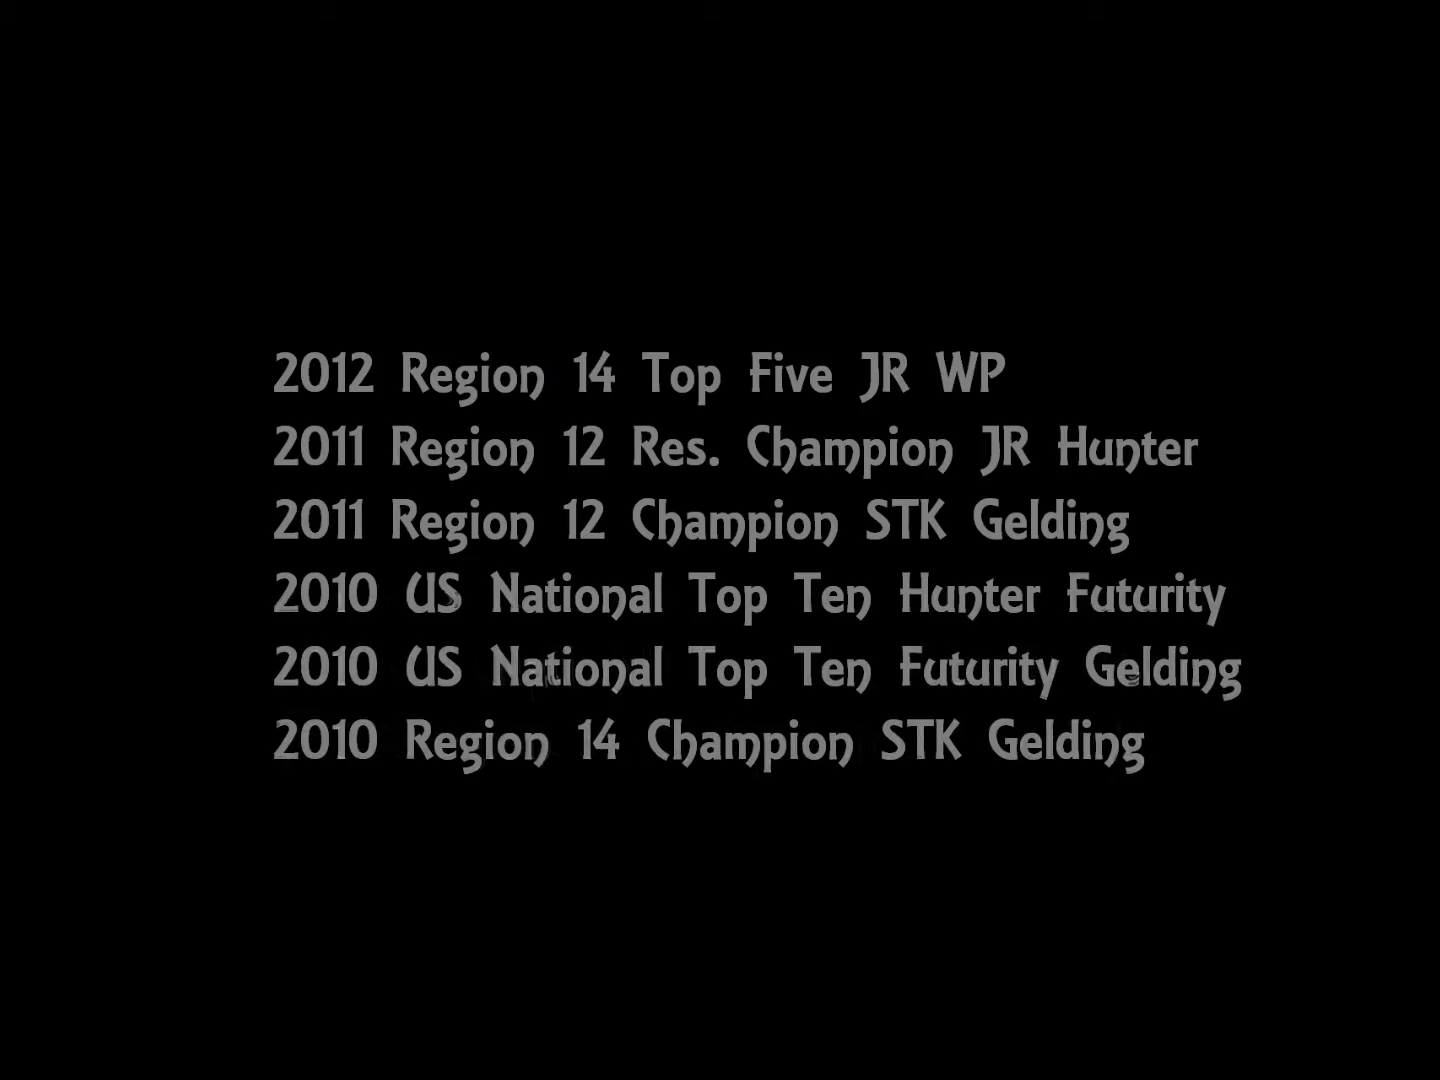 2012 Region 14 Top Five JR WP
2011 Region 12 Res. Champion JR Hunter
2011 Region 12 Champion STK Gelding
2010 US National Top Ten Hunter Futurity
2010 US National Top Ten Futurity Gelding
2010 Region 14 Champion STK Gelding